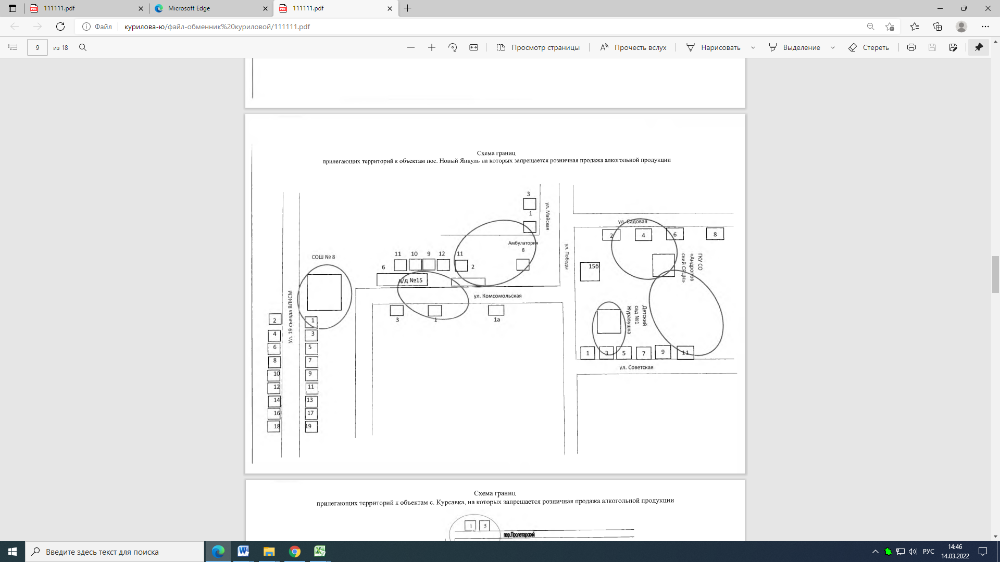 111111.pdf
Microsoft Edge
111111.pdf
Файл
курилова-ю/файл-обменник%20куриловой/111111.pdf
9
из 18
Просмотр страницы
Прочесть вслух
Нарисовать
Выделение
Стереть
Схема границ
прилегающих территорий к объектам пос. Новый Янкуль на которых запрещается розничная продажа алкогольной продукции
3
1
ул. Майская
ул. Садовая
2
4
6
8
Амбулатория
8
ул. Победы
ГКУ СО
«Андропов
ский СРЦН»
СОШ № 8
11
10
9
12
11
6
2
15б
д/д №15
ул. Комсомольская
3
1
1а
Ул. 19 съезда ВЛКСМ
Детский
сад №1
Журавушка
2
1
4
3
6
5
8
7
10
9
12
11
14
13
16
17
18
19
1
3
5
7
9
11
ул. Советская
Схема границ
прилегающих территорий к объектам с. Курсавка, на которых запрещается розничная продажа алкогольной продукции
1
5
пер.Пролетарский
Введите здесь текст для поиска
РУС
14:46
14.03.2022